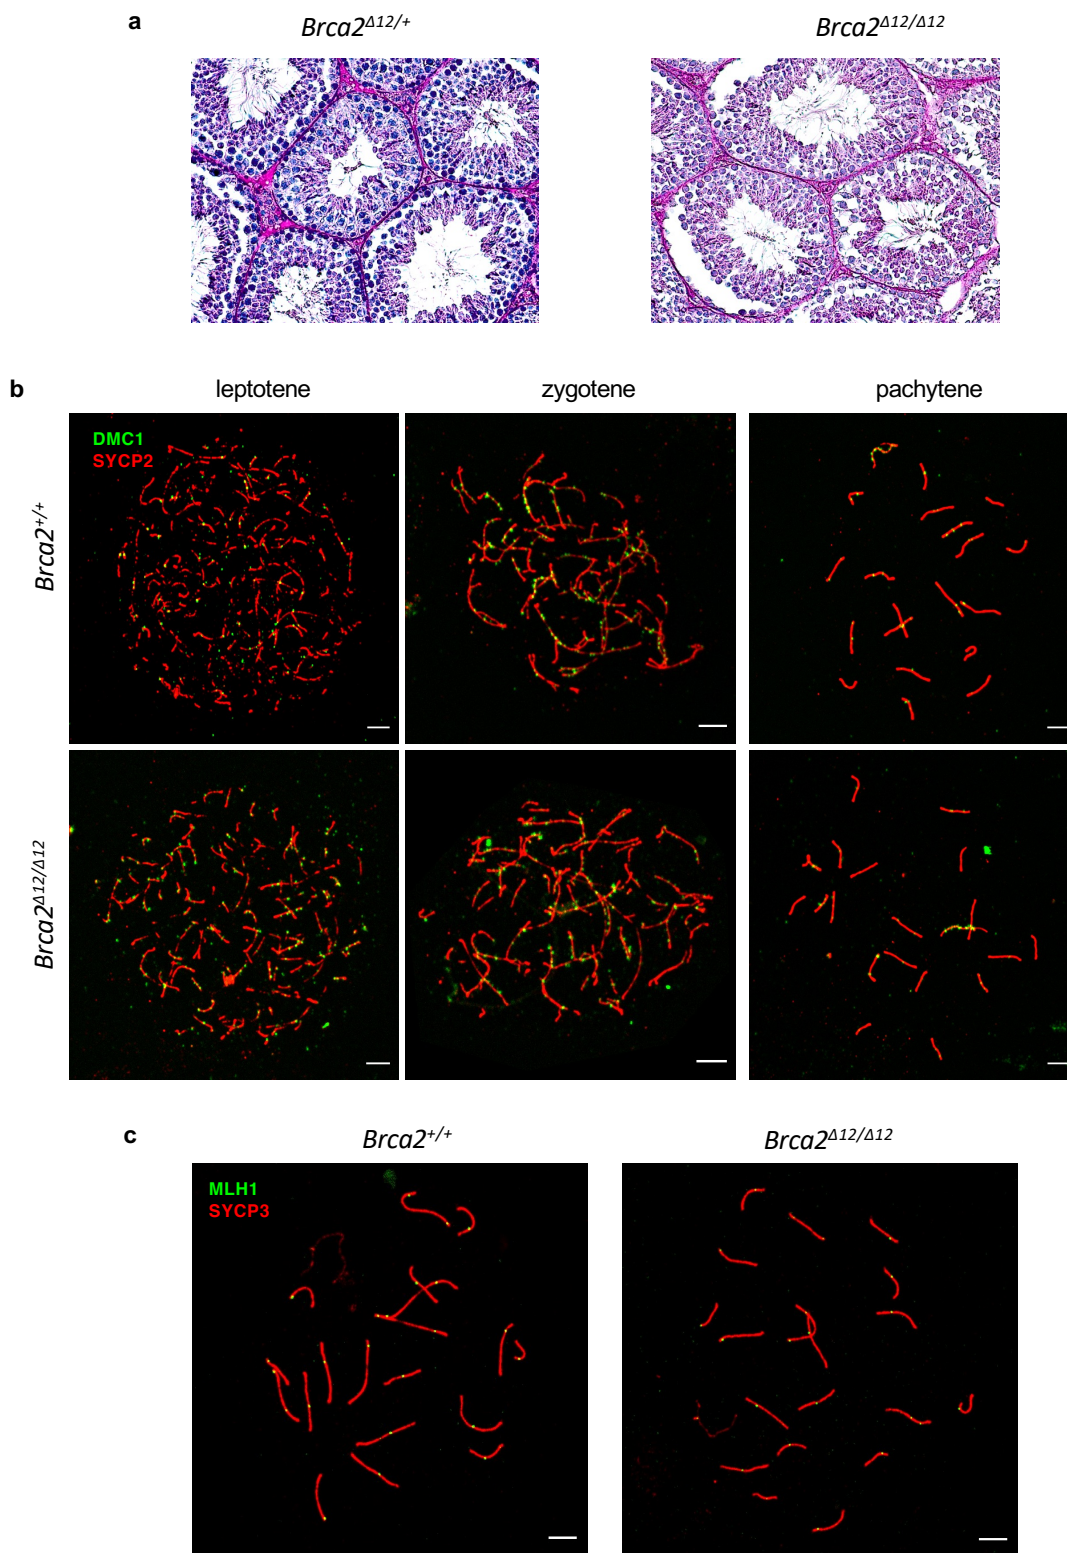 a
Brca2Δ12/+
Brca2Δ12/Δ12
b
leptotene
zygotene
pachytene
DMC1
SYCP2
Brca2+/+
Brca2Δ12/Δ12
c
Brca2+/+
Brca2Δ12/Δ12
MLH1
SYCP3